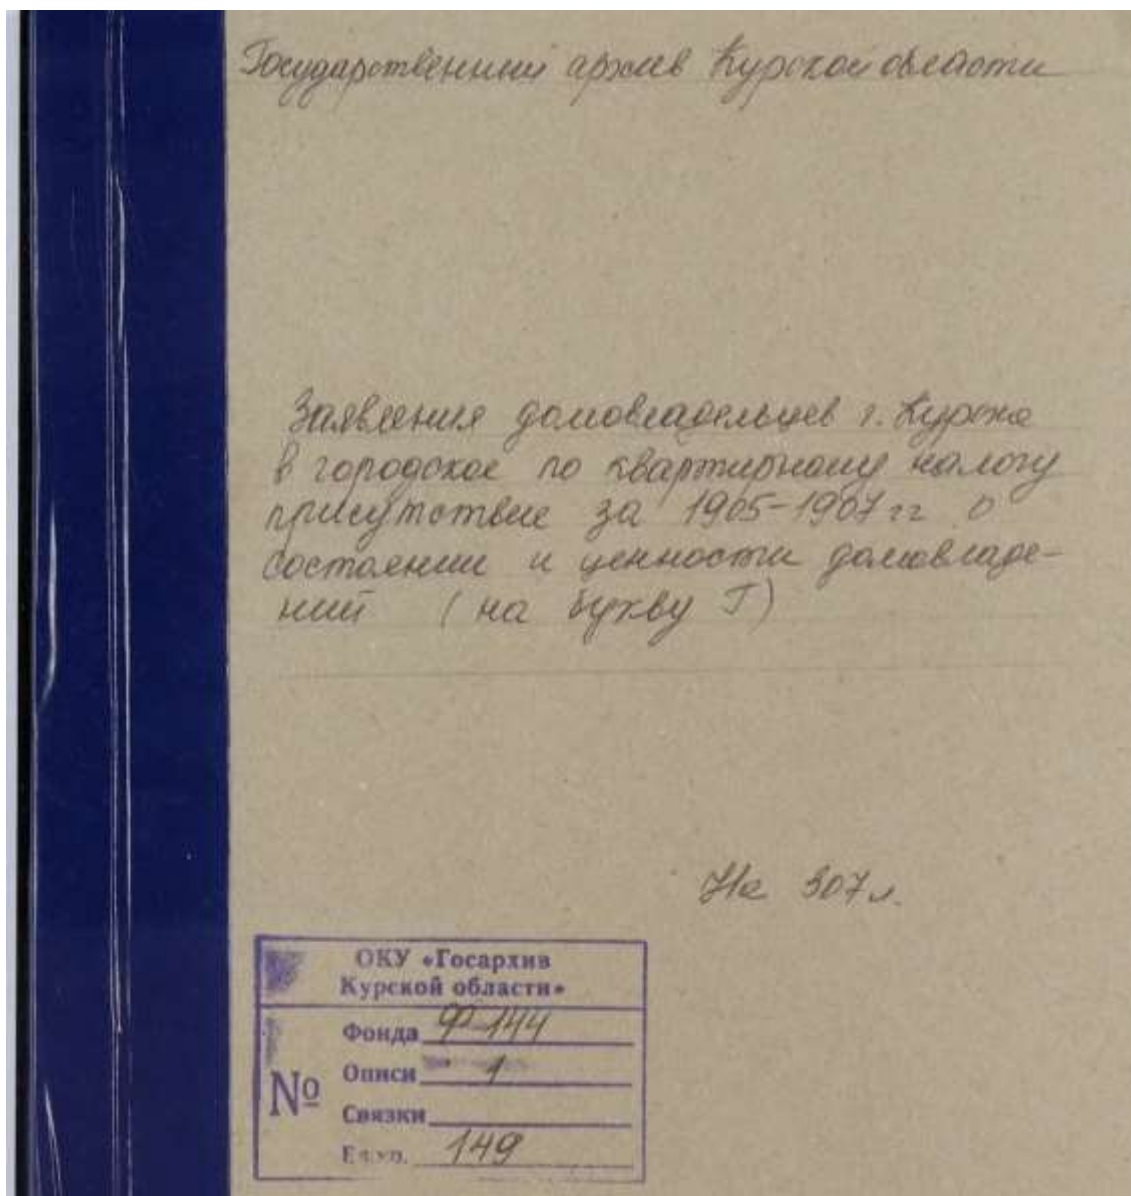 Государственный архив Курской области
Заявления домовладельцев г. Курска
в городское по квартирному налогу
присутствие за 1905-1907 гг о
состоянии и ценности домовладе-
ний (на букву Г)
На 307 л.
ОКУ «Госархив
Курской области»
№
Фонда Ф-144
Описи 1
Связки
Ед.хр. 149